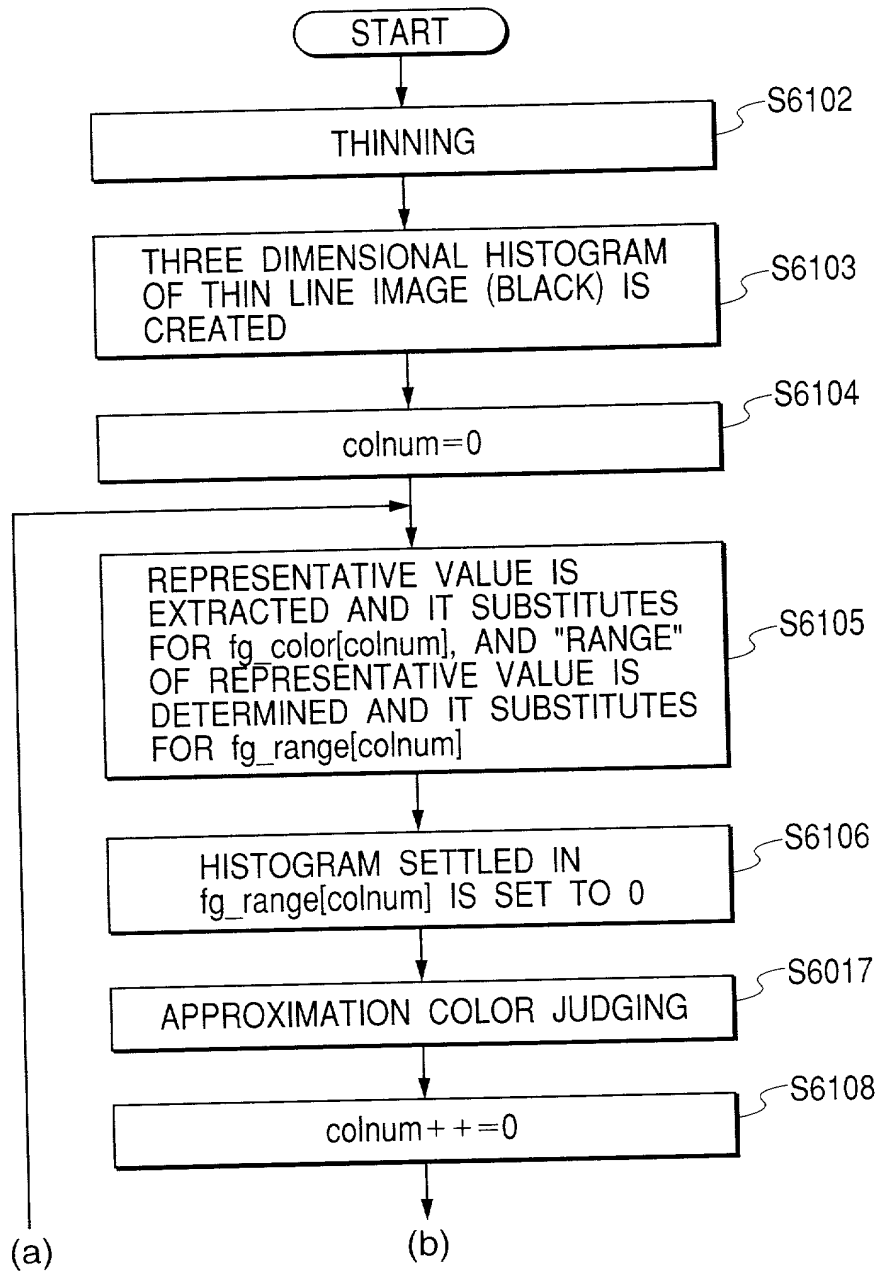 START
THINNING
S6102
THREE DIMENSIONAL HISTOGRAM
OF THIN LINE IMAGE (BLACK) IS
CREATED
S6103
colnum=0
S6104
REPRESENTATIVE VALUE IS
EXTRACTED AND IT SUBSTITUTES
FOR fg_color[colnum], AND "RANGE"
OF REPRESENTATIVE VALUE IS
DETERMINED AND IT SUBSTITUTES
FOR fg_range[colnum]
S6105
HISTOGRAM SETTLED IN
fg_range[colnum] IS SET TO 0
S6106
APPROXIMATION COLOR JUDGING
S6017
colnum++=0
S6108
(a)
(b)